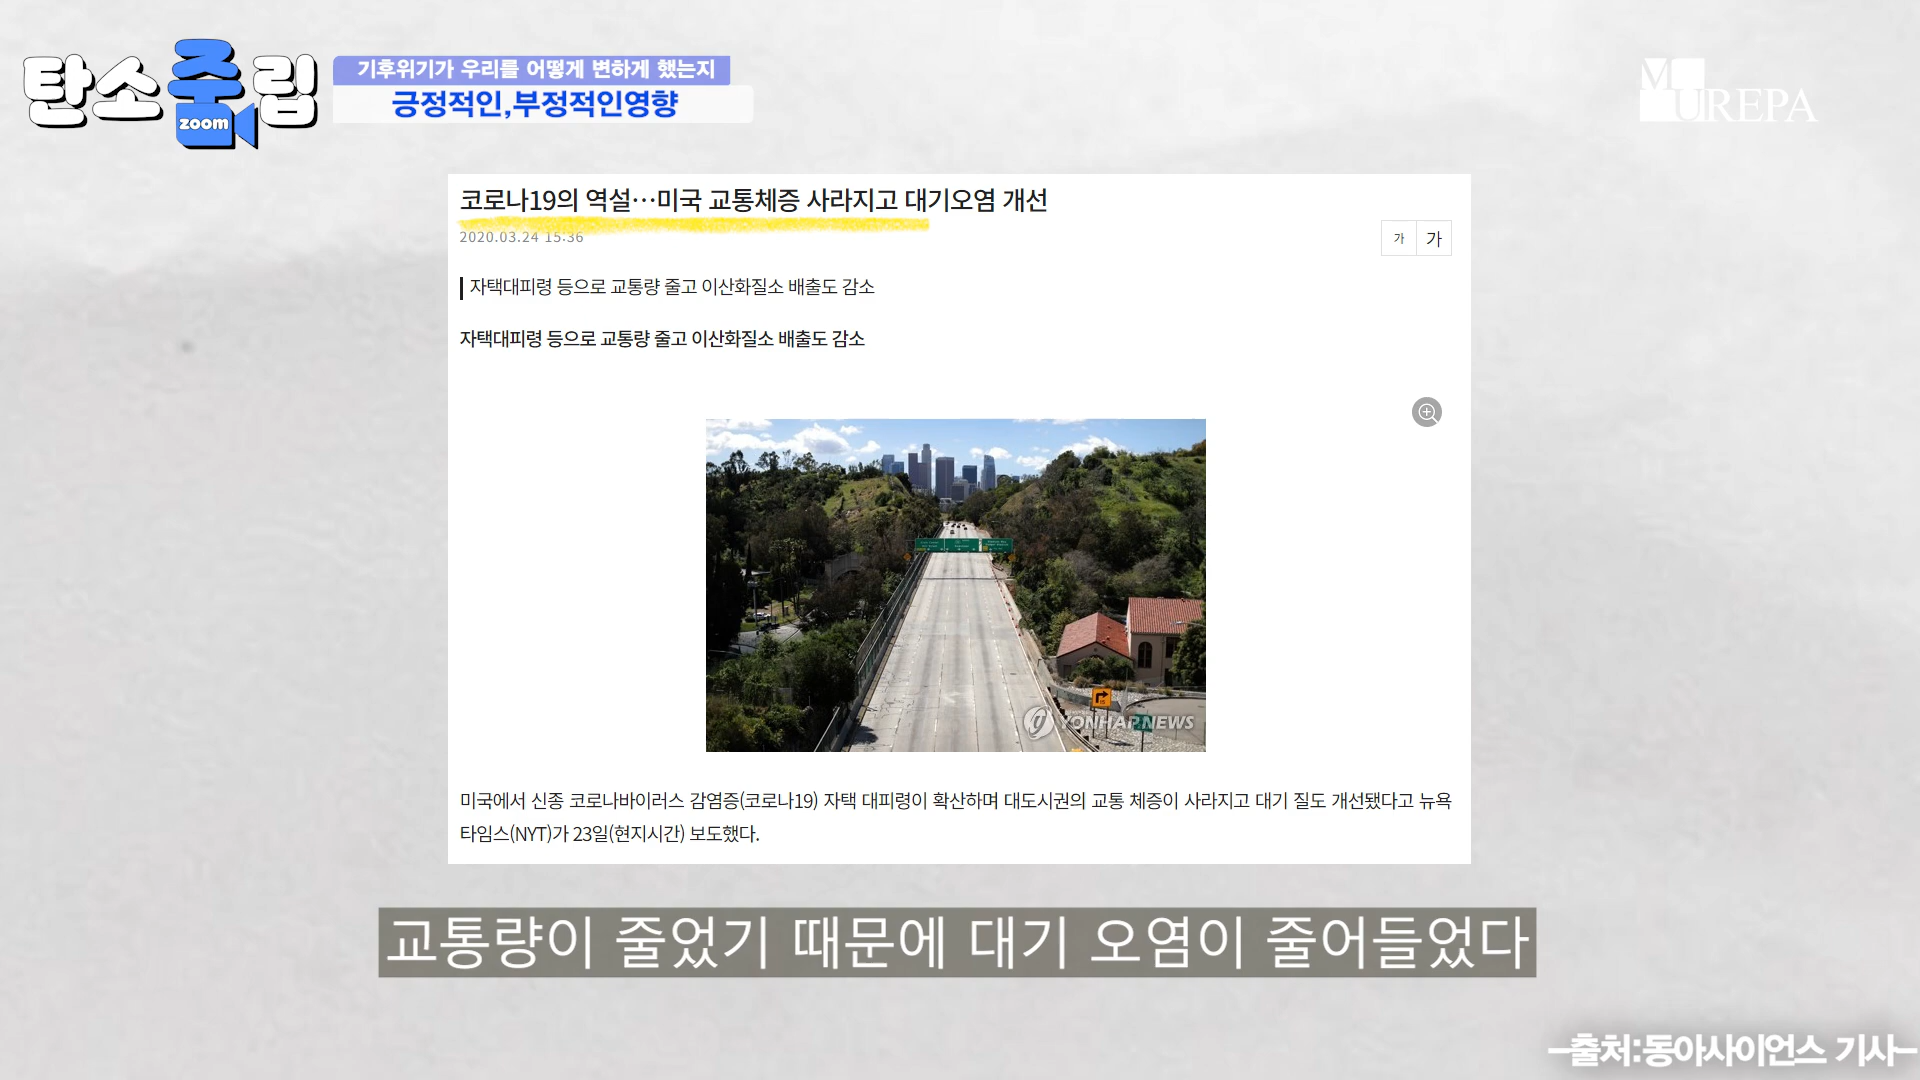 탄소줌립
zoom
기후위기가 우리를 어떻게 변하게 했는지
긍정적인,부정적인영향
MUREPA
코로나19의 역설…미국 교통체증 사라지고 대기오염 개선
2020.03.24 15:36
가 가
자택대피령 등으로 교통량 줄고 이산화질소 배출도 감소
자택대피령 등으로 교통량 줄고 이산화질소 배출도 감소
YONHAP NEWS
미국에서 신종 코로나바이러스 감염증(코로나19) 자택 대피령이 확산하며 대도시권의 교통 체증이 사라지고 대기 질도 개선됐다고 뉴욕
타임스(NYT)가 23일(현지시간) 보도했다.
교통량이 줄었기 때문에 대기 오염이 줄어들었다
-출처:동아사이언스 기사-